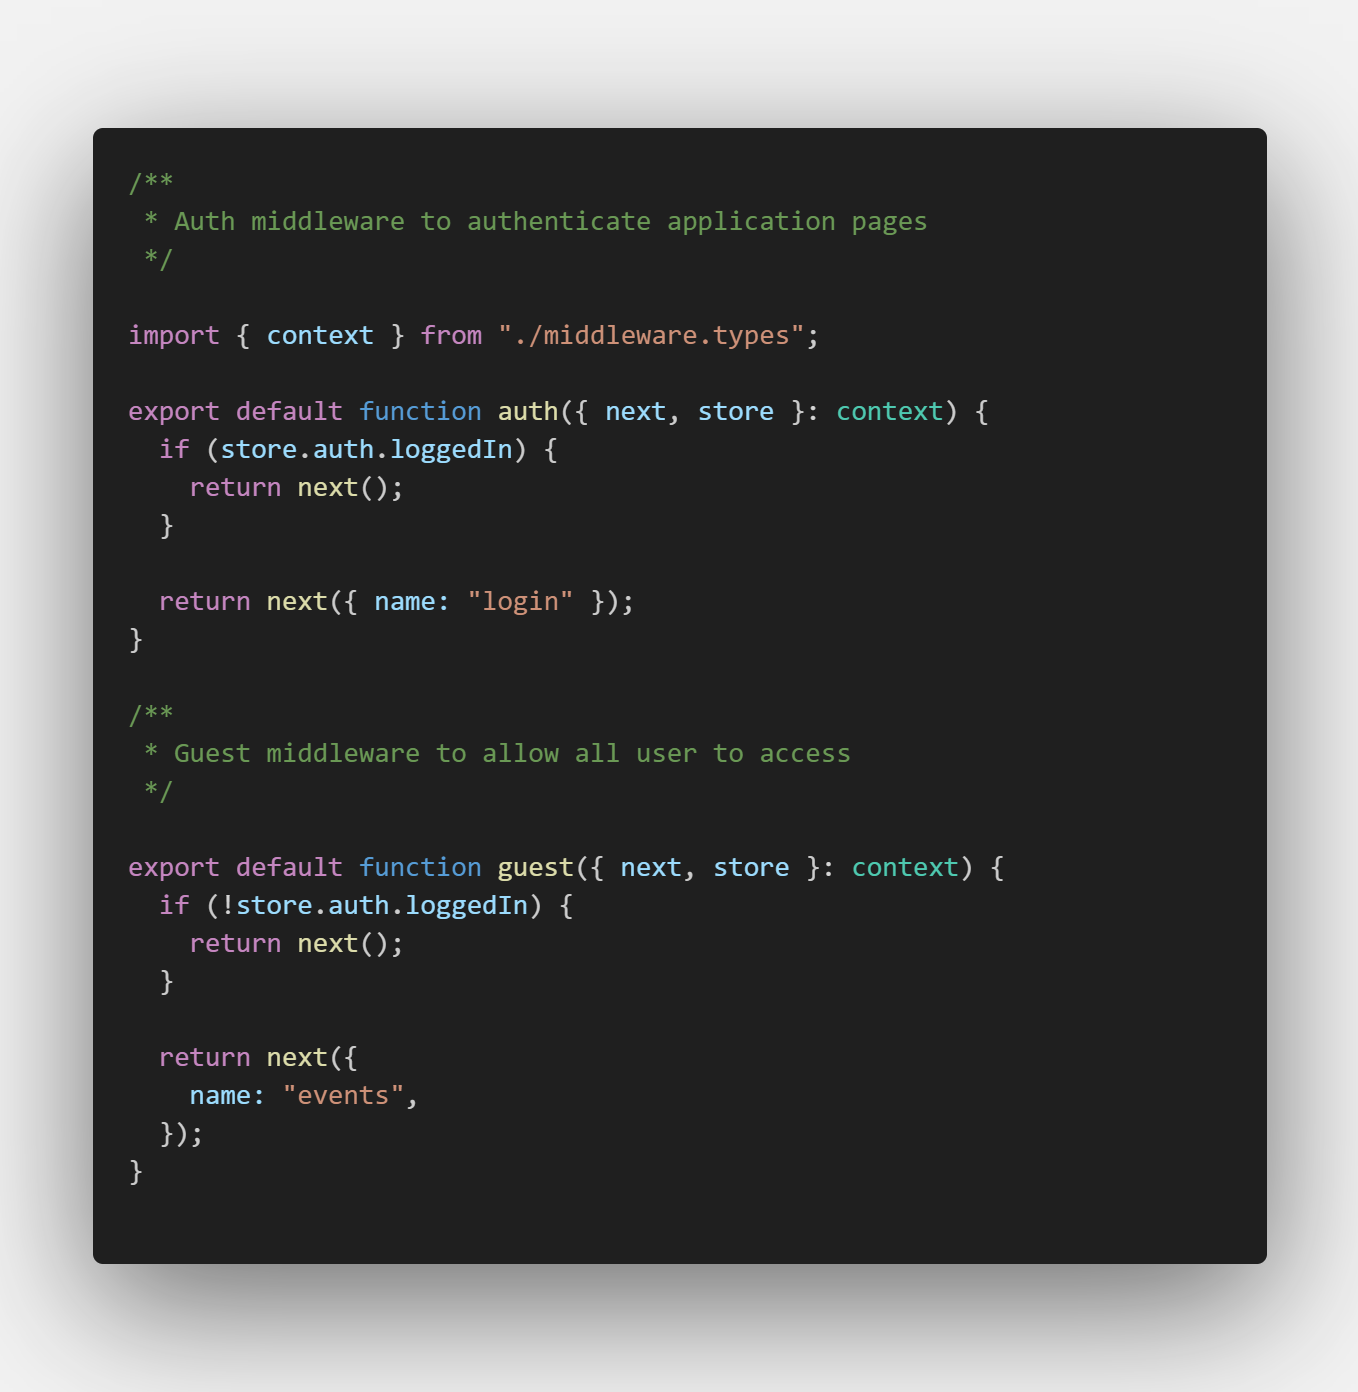 /**
 * Auth middleware to authenticate application pages
 */

import { context } from "./middleware.types";

export default function auth({ next, store }: context) {
  if (store.auth.loggedIn) {
    return next();
  }

  return next({ name: "login" });
}

/**
 * Guest middleware to allow all user to access
 */

export default function guest({ next, store }: context) {
  if (!store.auth.loggedIn) {
    return next();
  }

  return next({
    name: "events",
  });
}